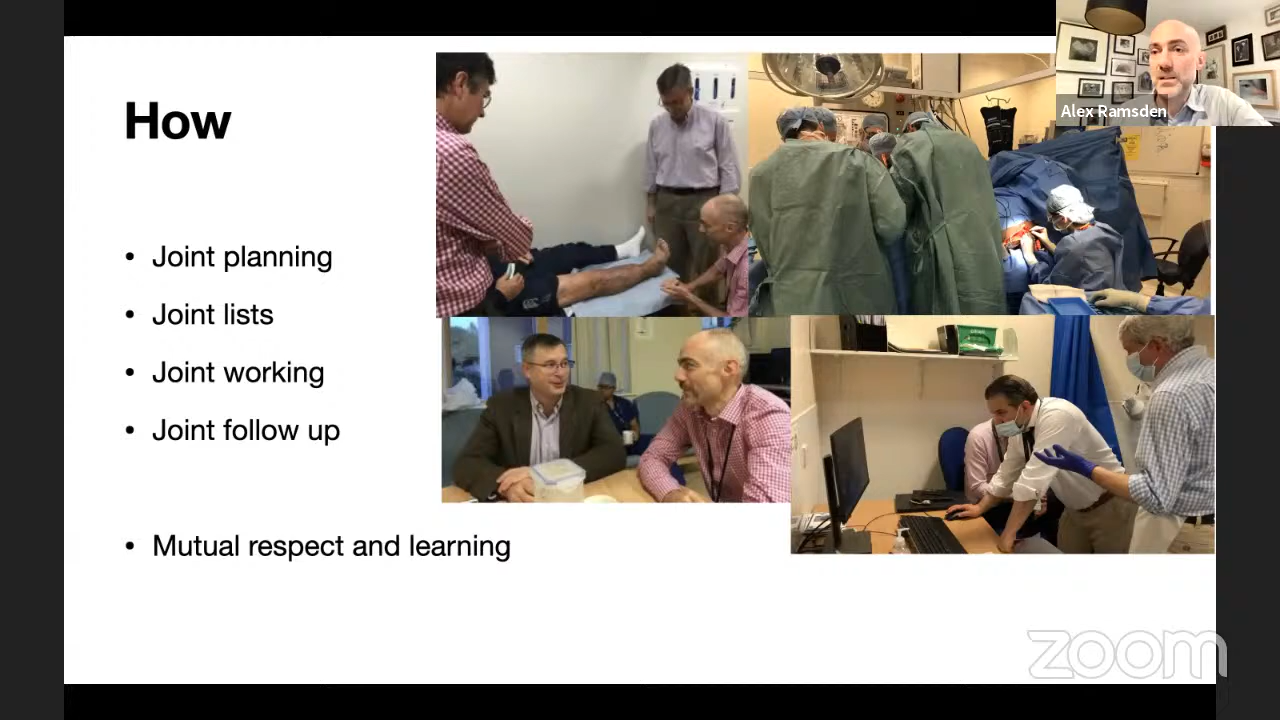 How
Alex Ramsden
• Joint planning
• Joint lists
• Joint working
• Joint follow up
• Mutual respect and learning
zoom